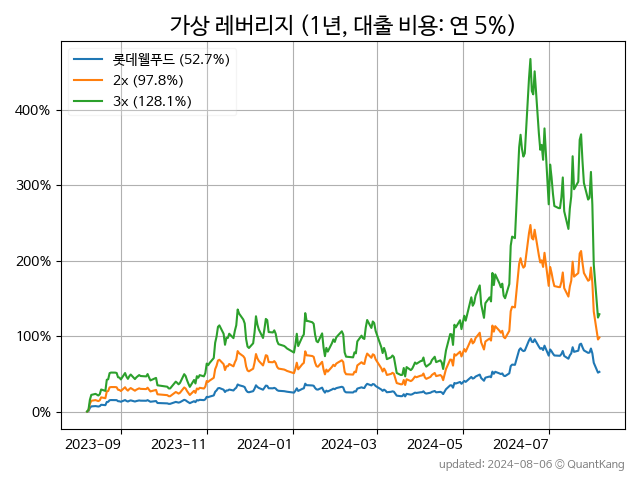 가상 레버리지 (1년, 대출 비용: 연 5%)
롯데웰푸드 (52.7%)
2x (97.8%)
3x (128.1%)
400%
300%
200%
100%
0%
2023-09 2023-11 2024-01 2024-03 2024-05 2024-07
updated: 2024-08-06 © QuantKang